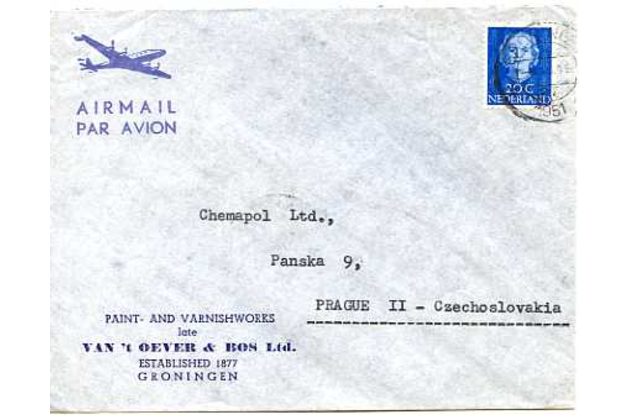 AIRMAIL
PAR AVION
20 C
NEDERLAND
1951
Chemapol Ltd.,
Panska 9,
PRAGUE II - Czechoslovakia
PAINT- AND VARNISHWORKS
late
VAN 't OEVER & BOS Ltd.
ESTABLISHED 1877
GRONINGEN